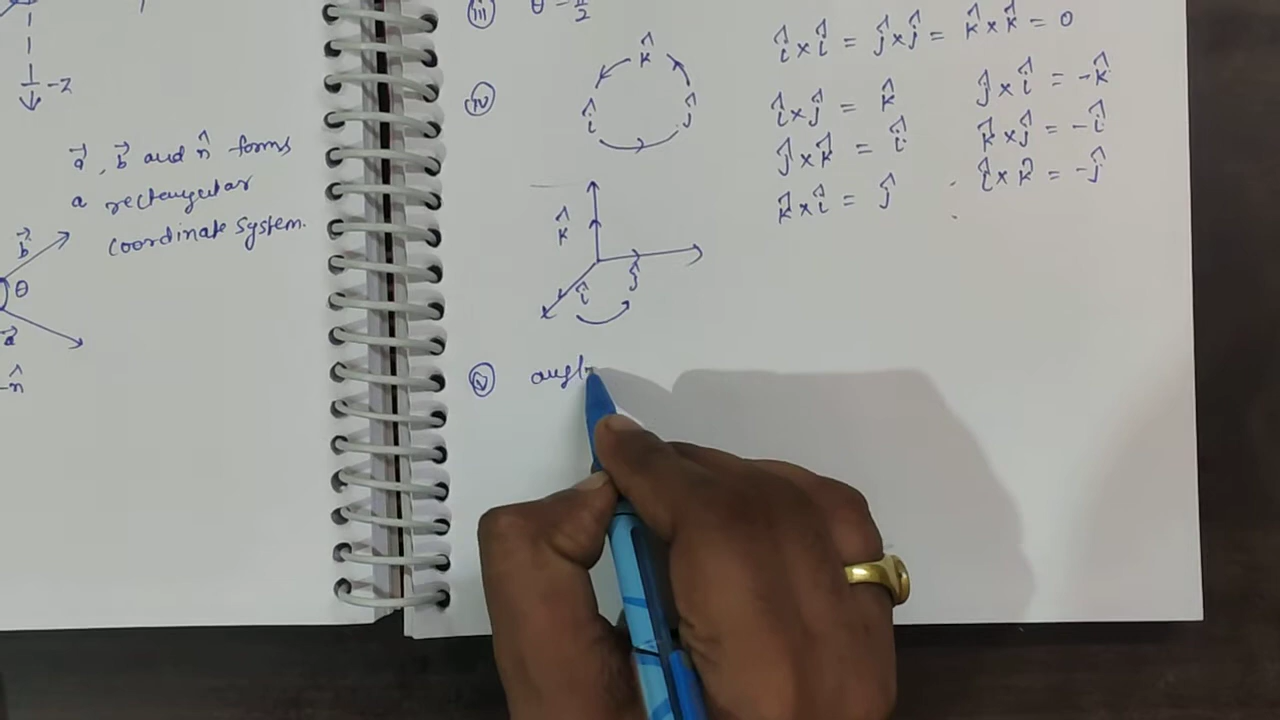 -z
a⃗, b⃗ and n̂ forms
a rectangular
coordinate system.
b⃗
θ
a⃗
-n̂
(iii) θ = π/2
(iv)
k̂
î ĵ
k̂
î ĵ
(v) angl
î × î = ĵ × ĵ = k̂ × k̂ = 0
î × ĵ = k̂ ĵ × î = -k̂
ĵ × k̂ = î k̂ × ĵ = -î
k̂ × î = ĵ î × k̂ = -ĵ